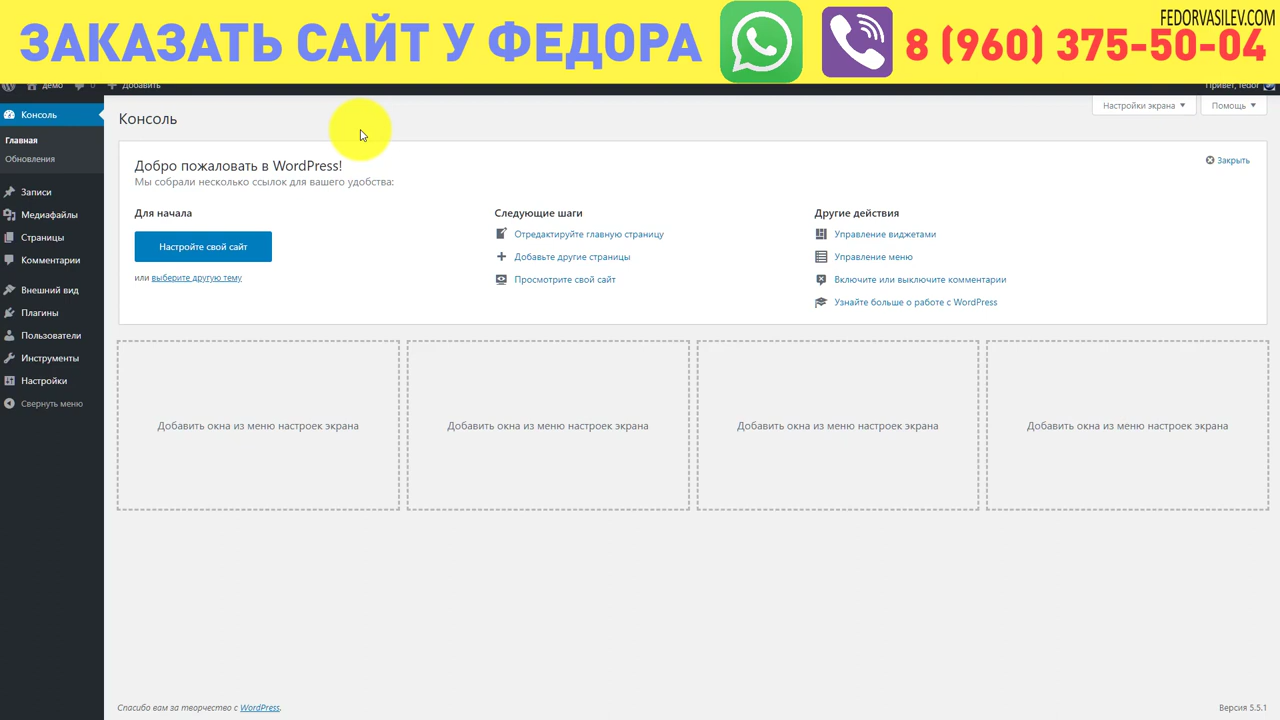 FEDORVASILEV.COM
ЗАКАЗАТЬ САЙТ У ФЕДОРА 8 (960) 375-50-04
демо 0 Добавить Привет, fedor
Настройки экрана Помощь
Консоль
Консоль
Главная
Обновления
Записи
Медиафайлы
Страницы
Комментарии
Внешний вид
Плагины
Пользователи
Инструменты
Настройки
Свернуть меню
Добро пожаловать в WordPress!
Закрыть
Мы собрали несколько ссылок для вашего удобства:
Для начала
Настройте свой сайт
или выберите другую тему
Следующие шаги
Отредактируйте главную страницу
Добавьте другие страницы
Просмотрите свой сайт
Другие действия
Управление виджетами
Управление меню
Включите или выключите комментарии
Узнайте больше о работе с WordPress
Добавить окна из меню настроек экрана
Добавить окна из меню настроек экрана
Добавить окна из меню настроек экрана
Добавить окна из меню настроек экрана
Спасибо вам за творчество с WordPress.
Версия 5.5.1